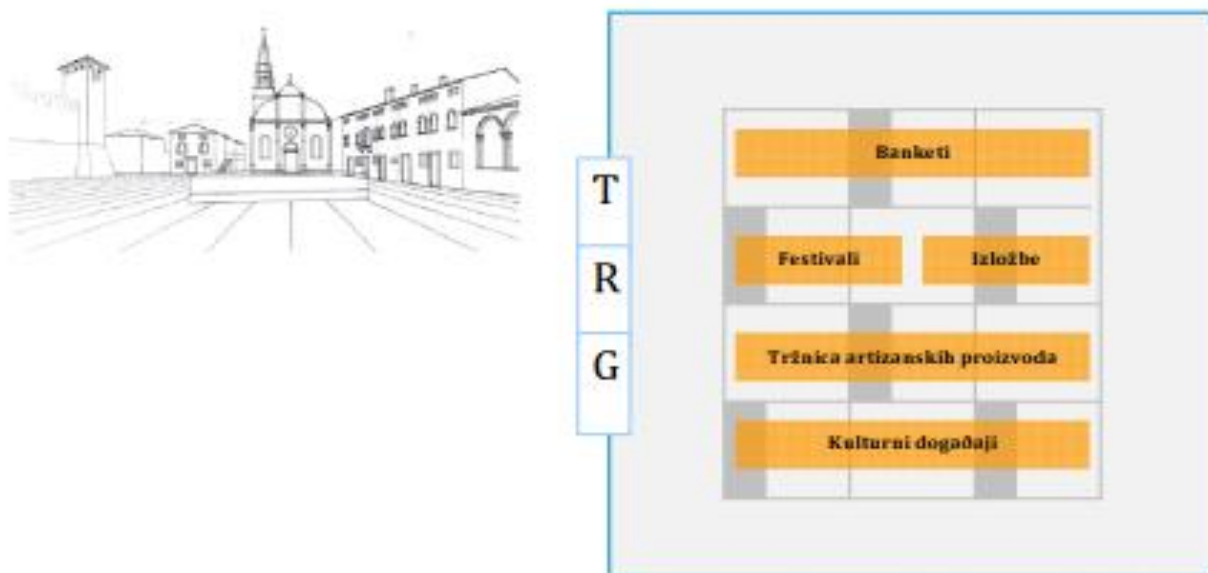 T
R
G
Banketi
Festivali
Izložbe
Tržnica artizanskih proizvoda
Kulturni događaji